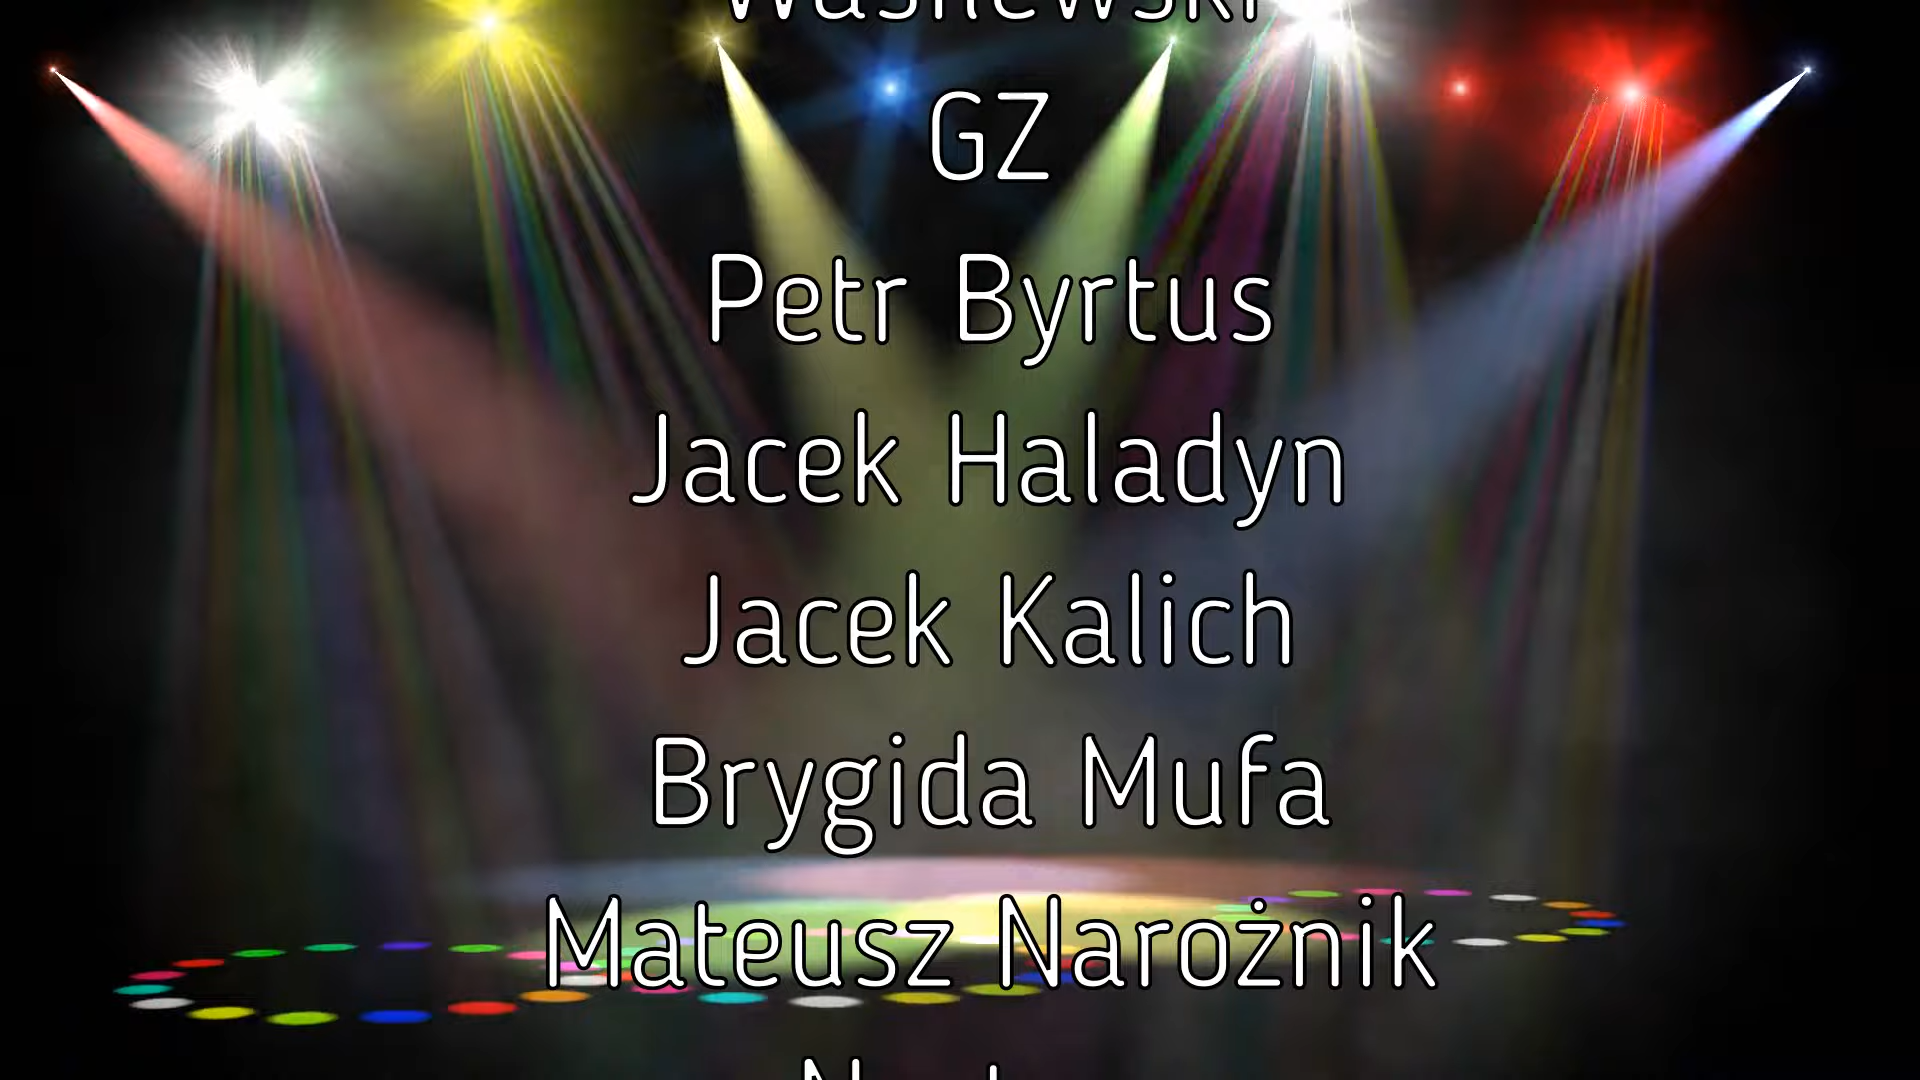 GZ
Petr Byrtus
Jacek Haladyn
Jacek Kalich
Brygida Mufa
Mateusz Narożnik